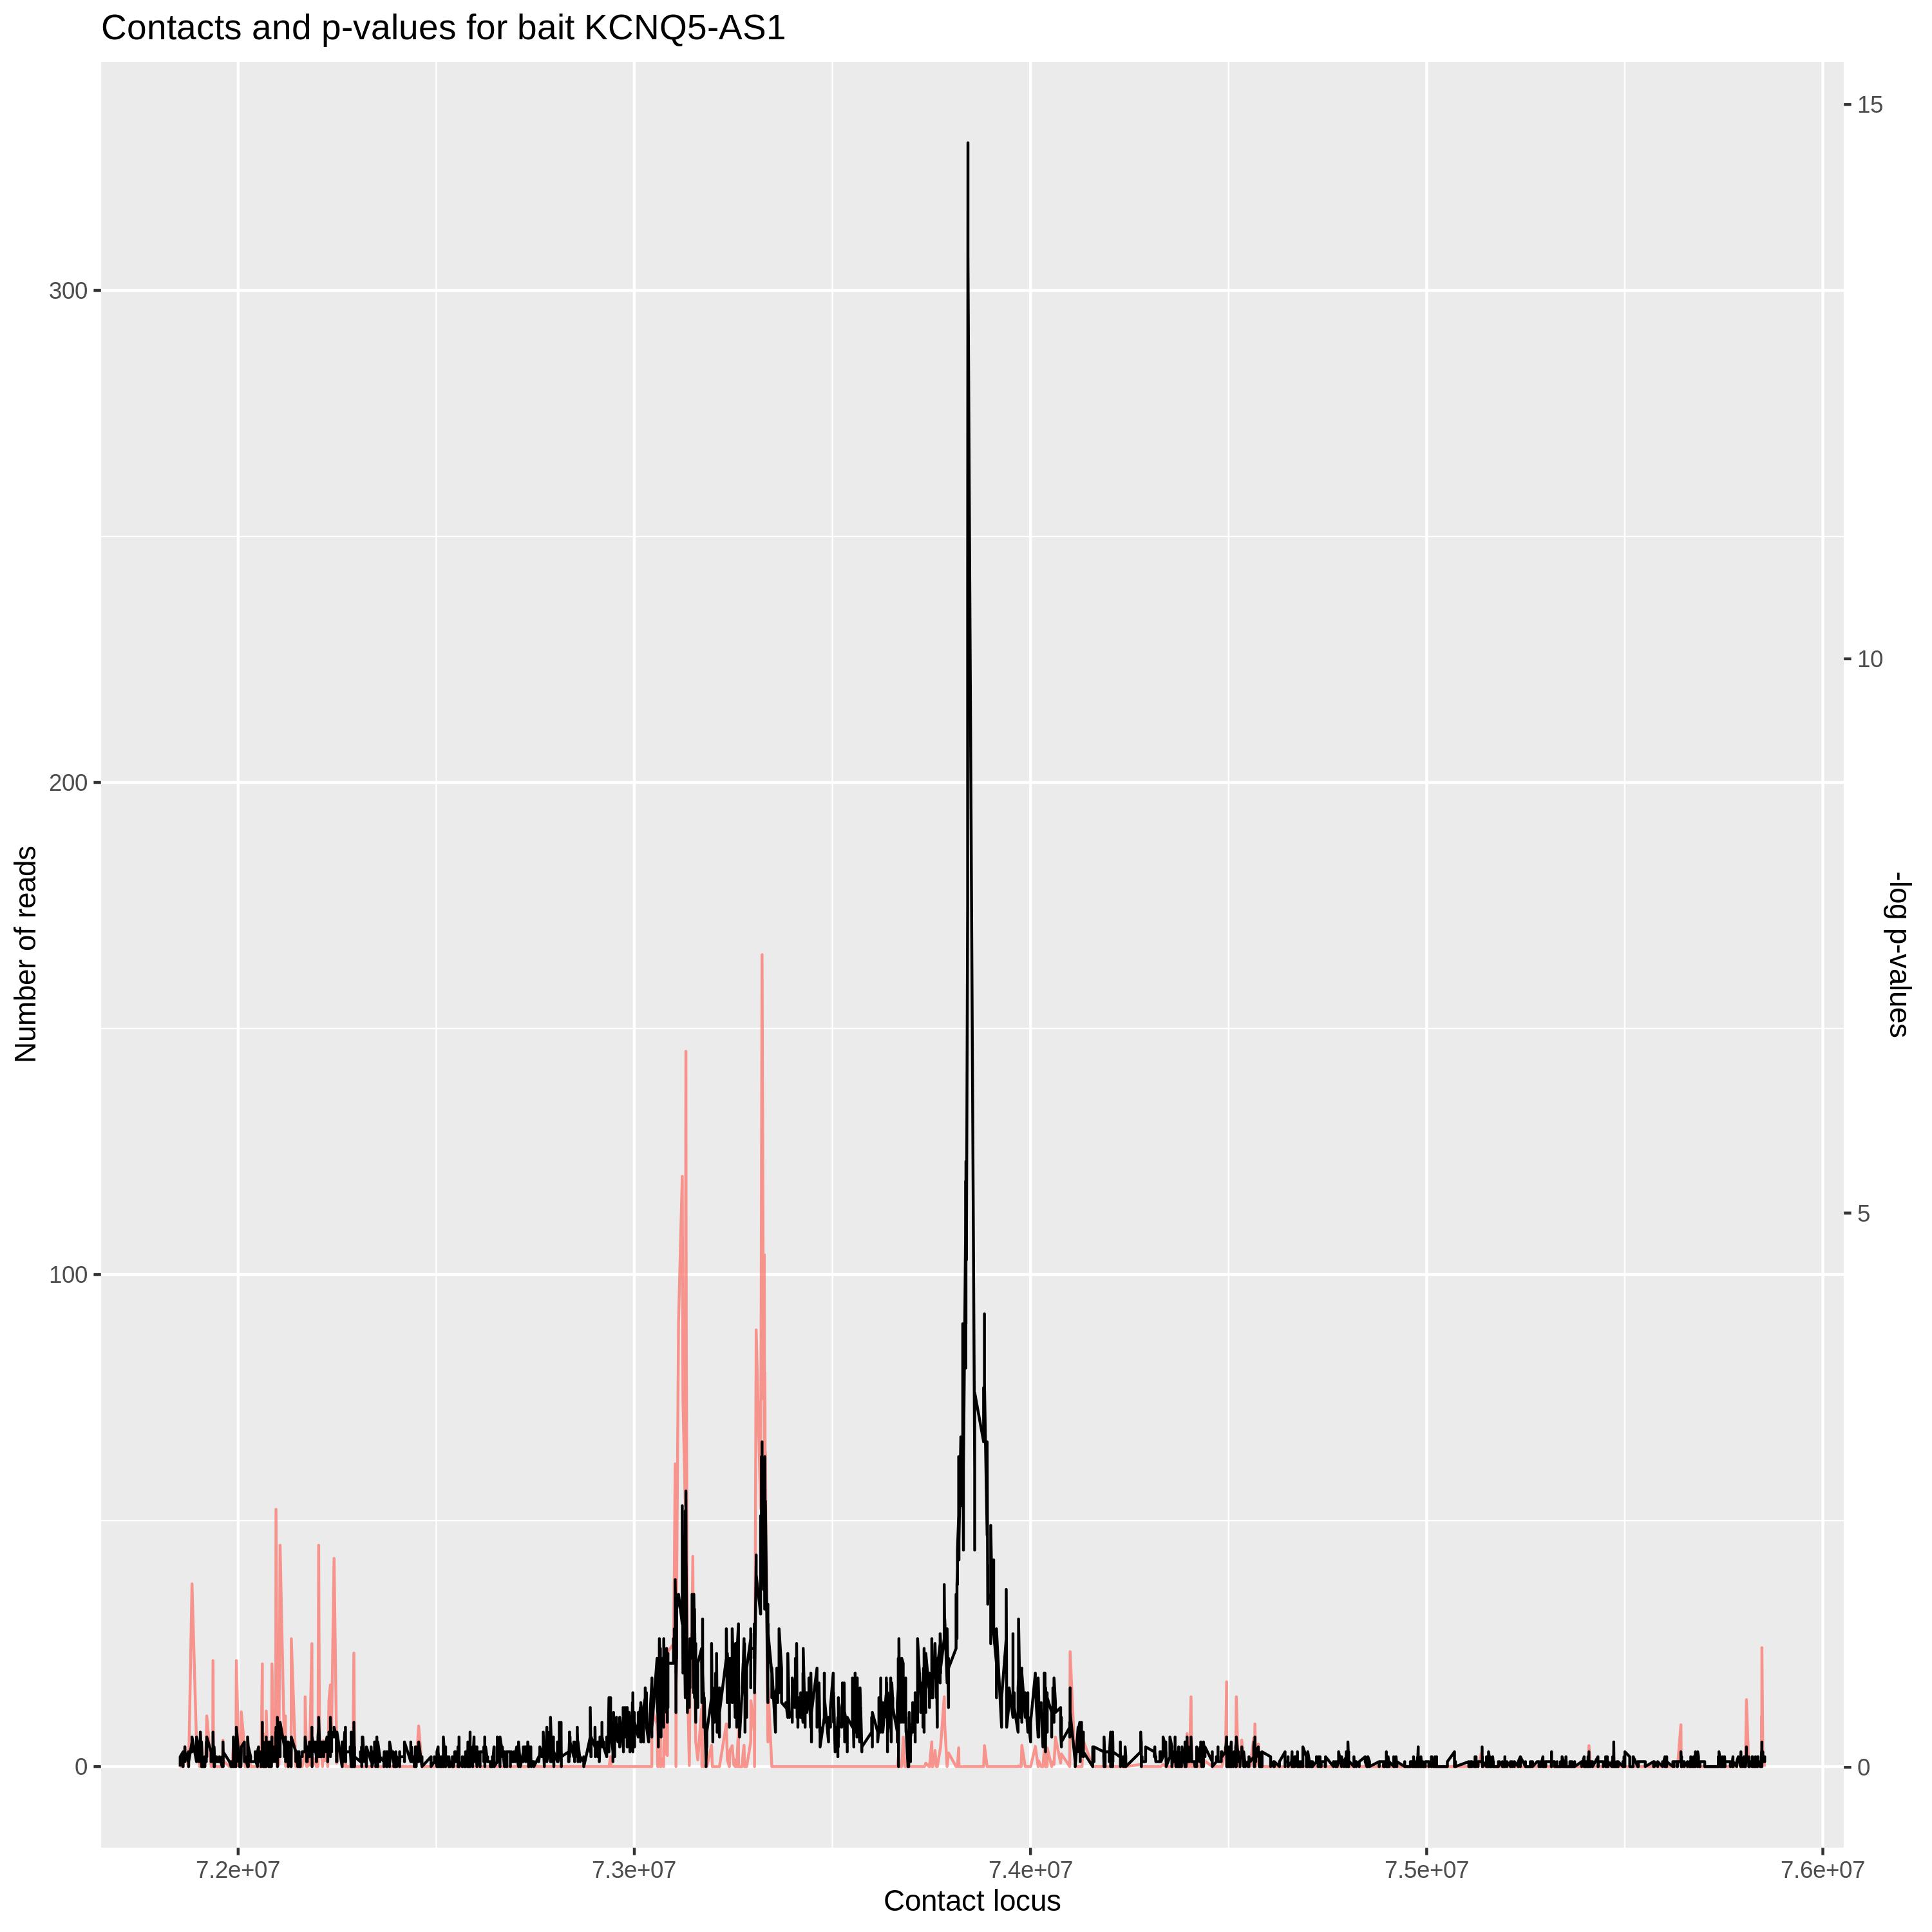 Contacts and p-values for bait KCNQ5-AS1
15
300
10
200
Number of reads
-log p-values
5
100
0
0
7.2e+07
7.3e+07
7.4e+07
7.5e+07
7.6e+07
Contact locus